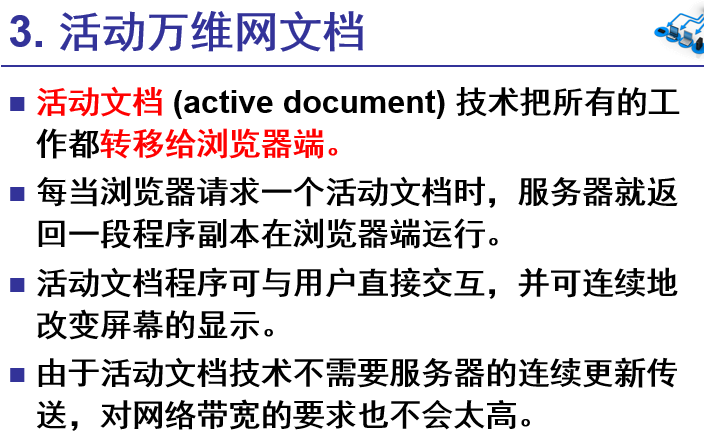 3. 活动万维网文档
活动文档 (active document) 技术把所有的工
作都转移给浏览器端。
每当浏览器请求一个活动文档时，服务器就返
回一段程序副本在浏览器端运行。
活动文档程序可与用户直接交互，并可连续地
改变屏幕的显示。
由于活动文档技术不需要服务器的连续更新传
送，对网络带宽的要求也不会太高。